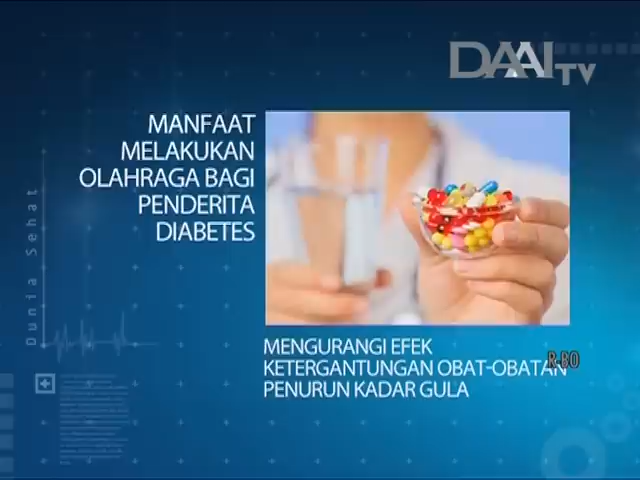 DAAI TV
MANFAAT
MELAKUKAN
OLAHRAGA BAGI
PENDERITA
DIABETES
Dunia Sehat
MENGURANGI EFEK
KETERGANTUNGAN OBAT-OBATAN
R-BO
PENURUN KADAR GULA